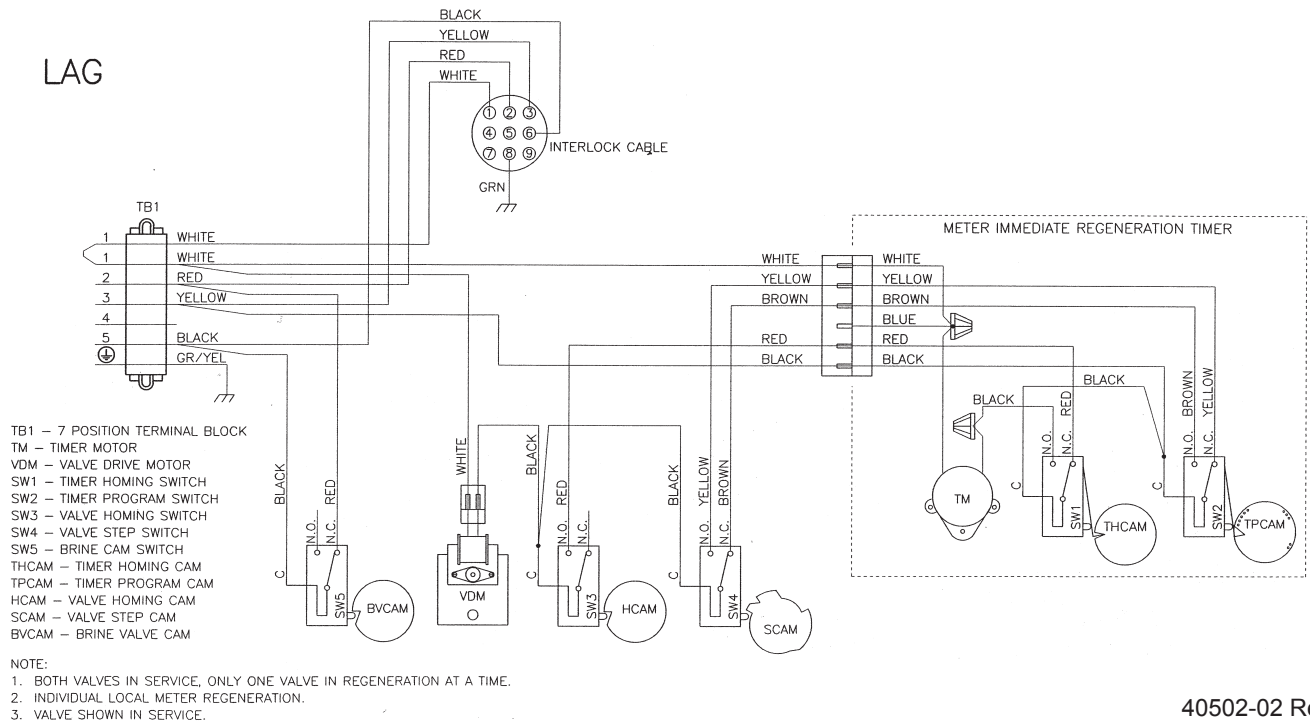 LAG
BLACK
YELLOW
RED
WHITE
1 2 3
4 5 6
7 8 9
INTERLOCK CABLE
GRN
TB1
1 WHITE
1 WHITE
2 RED
3 YELLOW
4
5 BLACK
GR/YEL
METER IMMEDIATE REGENERATION TIMER
WHITE WHITE
YELLOW YELLOW
BROWN BROWN
BLUE
RED RED
BLACK BLACK
BLACK
BLACK
BROWN
YELLOW
RED
N.O.
N.C.
N.O.
N.C.
C
C
TM
SW1
THCAM
SW2
TPCAM
BLACK
RED
WHITE
BLACK
RED
BLACK
YELLOW
BROWN
N.O.
N.C.
N.O.
N.C.
N.O.
N.C.
C
C
C
SW5
BVCAM
VDM
SW3
HCAM
SW4
SCAM
TB1 – 7 POSITION TERMINAL BLOCK
TM – TIMER MOTOR
VDM – VALVE DRIVE MOTOR
SW1 – TIMER HOMING SWITCH
SW2 – TIMER PROGRAM SWITCH
SW3 – VALVE HOMING SWITCH
SW4 – VALVE STEP SWITCH
SW5 – BRINE CAM SWITCH
THCAM – TIMER HOMING CAM
TPCAM – TIMER PROGRAM CAM
HCAM – VALVE HOMING CAM
SCAM – VALVE STEP CAM
BVCAM – BRINE VALVE CAM
NOTE:
1. BOTH VALVES IN SERVICE, ONLY ONE VALVE IN REGENERATION AT A TIME.
2. INDIVIDUAL LOCAL METER REGENERATION.
3. VALVE SHOWN IN SERVICE.
40502-02 Re